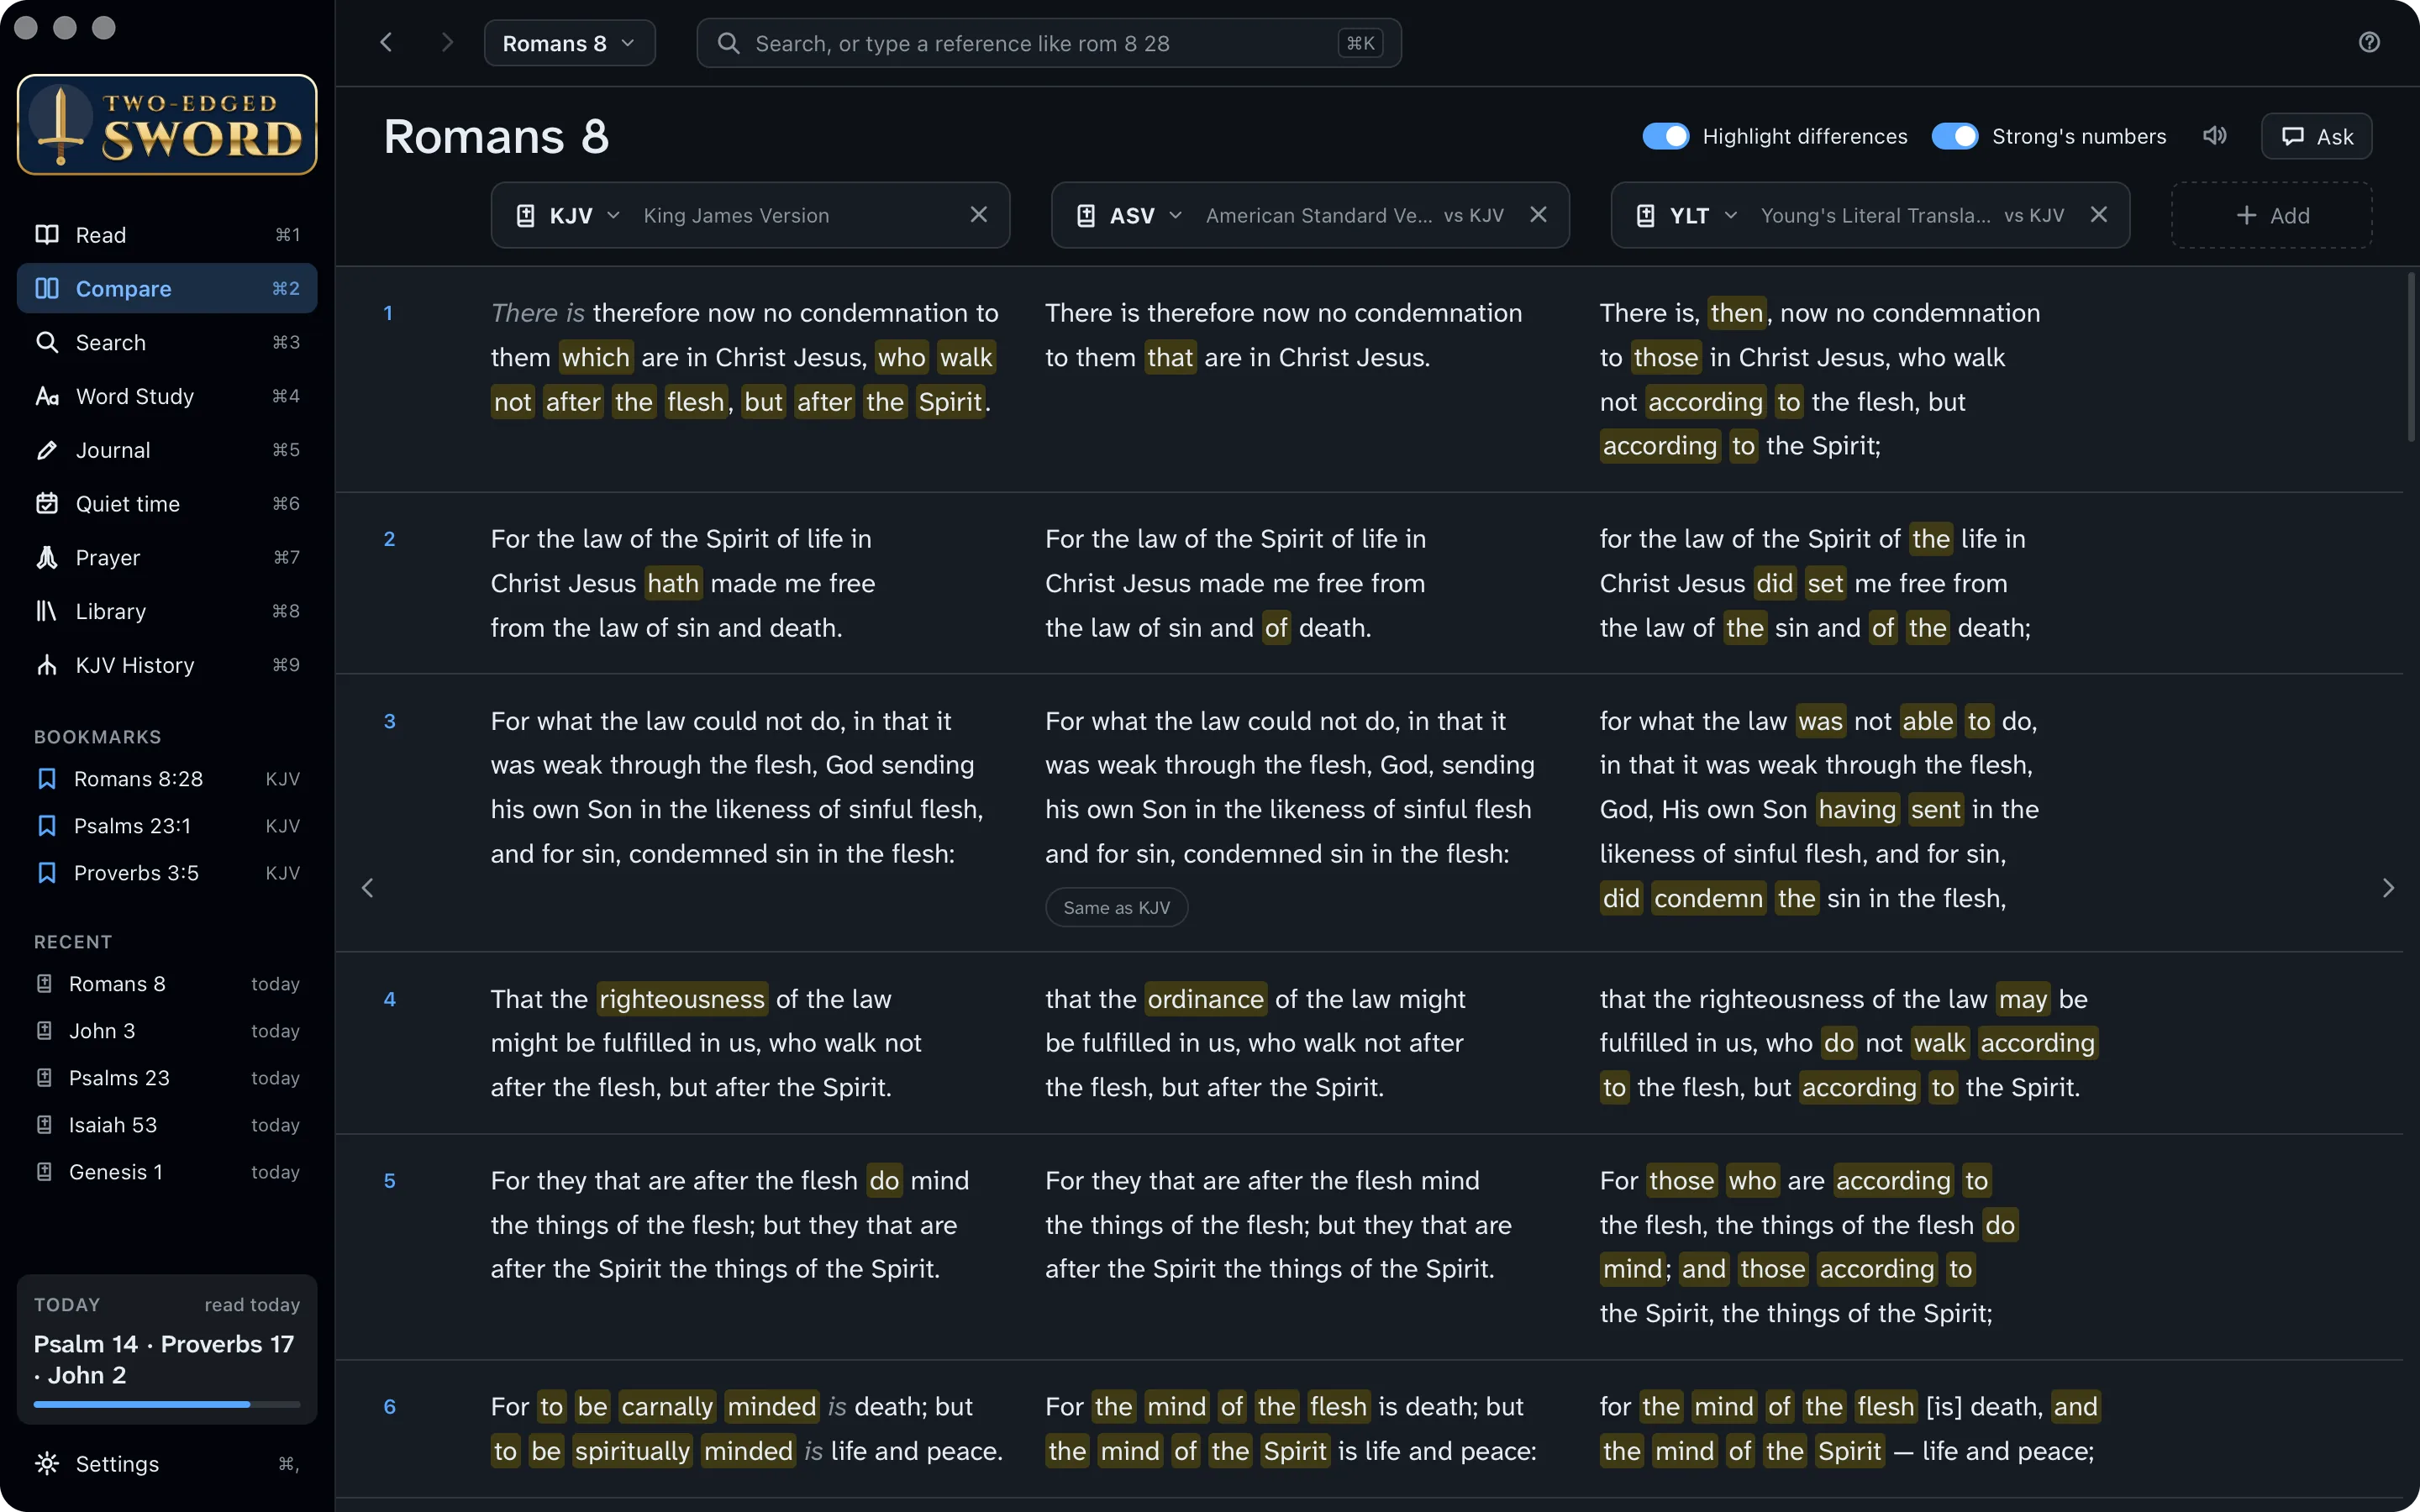 TWO-EDGED
SWORD
Read ⌘1
Compare ⌘2
Search ⌘3
Word Study ⌘4
Journal ⌘5
Quiet time ⌘6
Prayer ⌘7
Library ⌘8
KJV History ⌘9
BOOKMARKS
Romans 8:28 KJV
Psalms 23:1 KJV
Proverbs 3:5 KJV
RECENT
Romans 8 today
John 3 today
Psalms 23 today
Isaiah 53 today
Genesis 1 today
TODAY read today
Psalm 14 · Proverbs 17
· John 2
Settings ⌘,
Romans 8
Search, or type a reference like rom 8 28 ⌘K
Romans 8
Highlight differences
Strong's numbers
Ask
KJV King James Version
ASV American Standard Ve... vs KJV
YLT Young's Literal Transla... vs KJV
+ Add
1
There is therefore now no condemnation to
them which are in Christ Jesus, who walk
not after the flesh, but after the Spirit.
There is therefore now no condemnation
to them that are in Christ Jesus.
There is, then, now no condemnation
to those in Christ Jesus, who walk
not according to the flesh, but
according to the Spirit;
2
For the law of the Spirit of life in
Christ Jesus hath made me free
from the law of sin and death.
For the law of the Spirit of life in
Christ Jesus made me free from
the law of sin and of death.
for the law of the Spirit of the life in
Christ Jesus did set me free from
the law of the sin and of the death;
3
For what the law could not do, in that it
was weak through the flesh, God sending
his own Son in the likeness of sinful flesh,
and for sin, condemned sin in the flesh:
For what the law could not do, in that it
was weak through the flesh, God, sending
his own Son in the likeness of sinful flesh
and for sin, condemned sin in the flesh:
Same as KJV
for what the law was not able to do,
in that it was weak through the flesh,
God, His own Son having sent in the
likeness of sinful flesh, and for sin,
did condemn the sin in the flesh,
4
That the righteousness of the law
might be fulfilled in us, who walk not
after the flesh, but after the Spirit.
that the ordinance of the law might
be fulfilled in us, who walk not after
the flesh, but after the Spirit.
that the righteousness of the law may be
fulfilled in us, who do not walk according
to the flesh, but according to the Spirit.
5
For they that are after the flesh do mind
the things of the flesh; but they that are
after the Spirit the things of the Spirit.
For they that are after the flesh mind
the things of the flesh; but they that are
after the Spirit the things of the Spirit.
For those who are according to
the flesh, the things of the flesh do
mind; and those according to
the Spirit, the things of the Spirit;
6
For to be carnally minded is death; but
to be spiritually minded is life and peace.
For the mind of the flesh is death; but
the mind of the Spirit is life and peace:
for the mind of the flesh [is] death, and
the mind of the Spirit — life and peace;